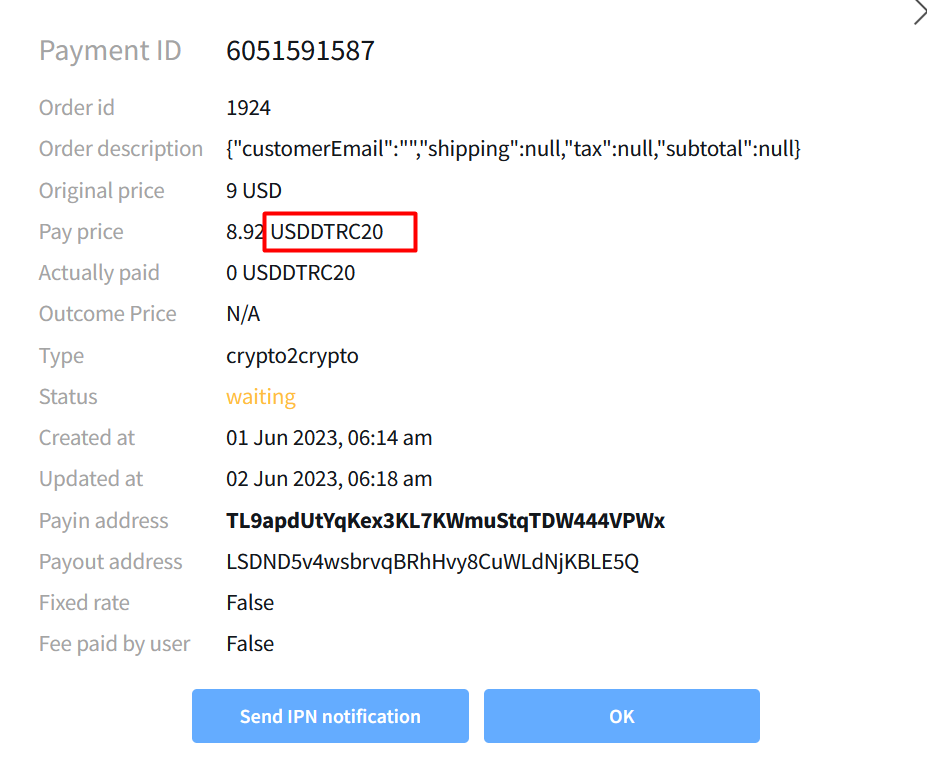 Payment ID 6051591587
Order id 1924
Order description {"customerEmail":"","shipping":null,"tax":null,"subtotal":null}
Original price 9 USD
Pay price 8.92 USDDTRC20
Actually paid 0 USDDTRC20
Outcome Price N/A
Type crypto2crypto
Status waiting
Created at 01 Jun 2023, 06:14 am
Updated at 02 Jun 2023, 06:18 am
Payin address TL9apdUtYqKex3KL7KWmuStqTDW444VPWx
Payout address LSDND5v4wsbrvqBRhHvy8CuWLdNjKBLE5Q
Fixed rate False
Fee paid by user False
Send IPN notification OK